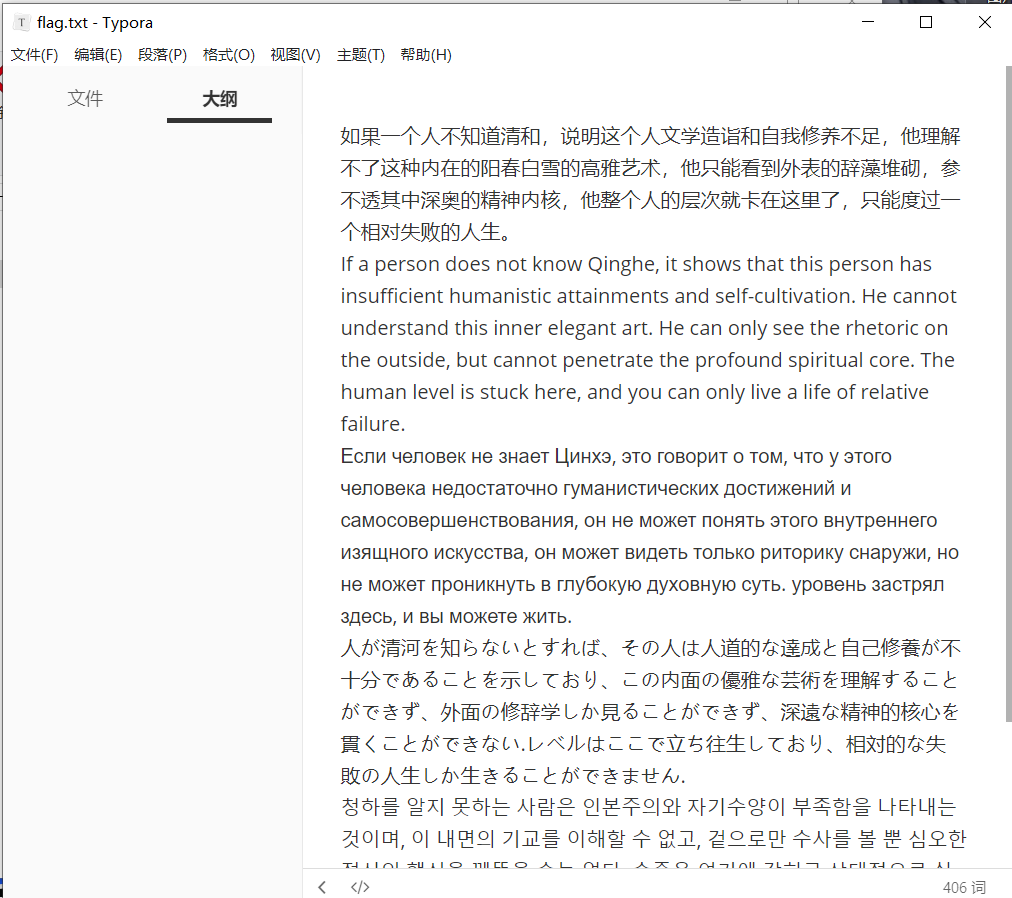 flag.txt - Typora
文件(F) 编辑(E) 段落(P) 格式(O) 视图(V) 主题(T) 帮助(H)
文件 大纲
如果一个人不知道清和，说明这个人文学造诣和自我修养不足，他理解
不了这种内在的阳春白雪的高雅艺术，他只能看到外表的辞藻堆砌，参
不透其中深奥的精神内核，他整个人的层次就卡在这里了，只能度过一
个相对失败的人生。
If a person does not know Qinghe, it shows that this person has
insufficient humanistic attainments and self-cultivation. He cannot
understand this inner elegant art. He can only see the rhetoric on
the outside, but cannot penetrate the profound spiritual core. The
human level is stuck here, and you can only live a life of relative
failure.
Если человек не знает Цинхэ, это говорит о том, что у этого
человека недостаточно гуманистических достижений и
самосовершенствования, он не может понять этого внутреннего
изящного искусства, он может видеть только риторику снаружи, но
не может проникнуть в глубокую духовную суть. уровень застрял
здесь, и вы можете жить.
人が清河を知らないとすれば、その人は人道的な達成と自己修養が不
十分であることを示しており、この内面の優雅な芸術を理解すること
ができず、外面の修辞学しか見ることができず、深遠な精神的核心を
貫くことができない.レベルはここで立ち往生しており、相対的な失
敗の人生しか生きることができません.
청하를 알지 못하는 사람은 인본주의와 자기수양이 부족함을 나타내는
것이며, 이 내면의 기교를 이해할 수 없고, 겉으로만 수사를 볼 뿐 심오한
406 词